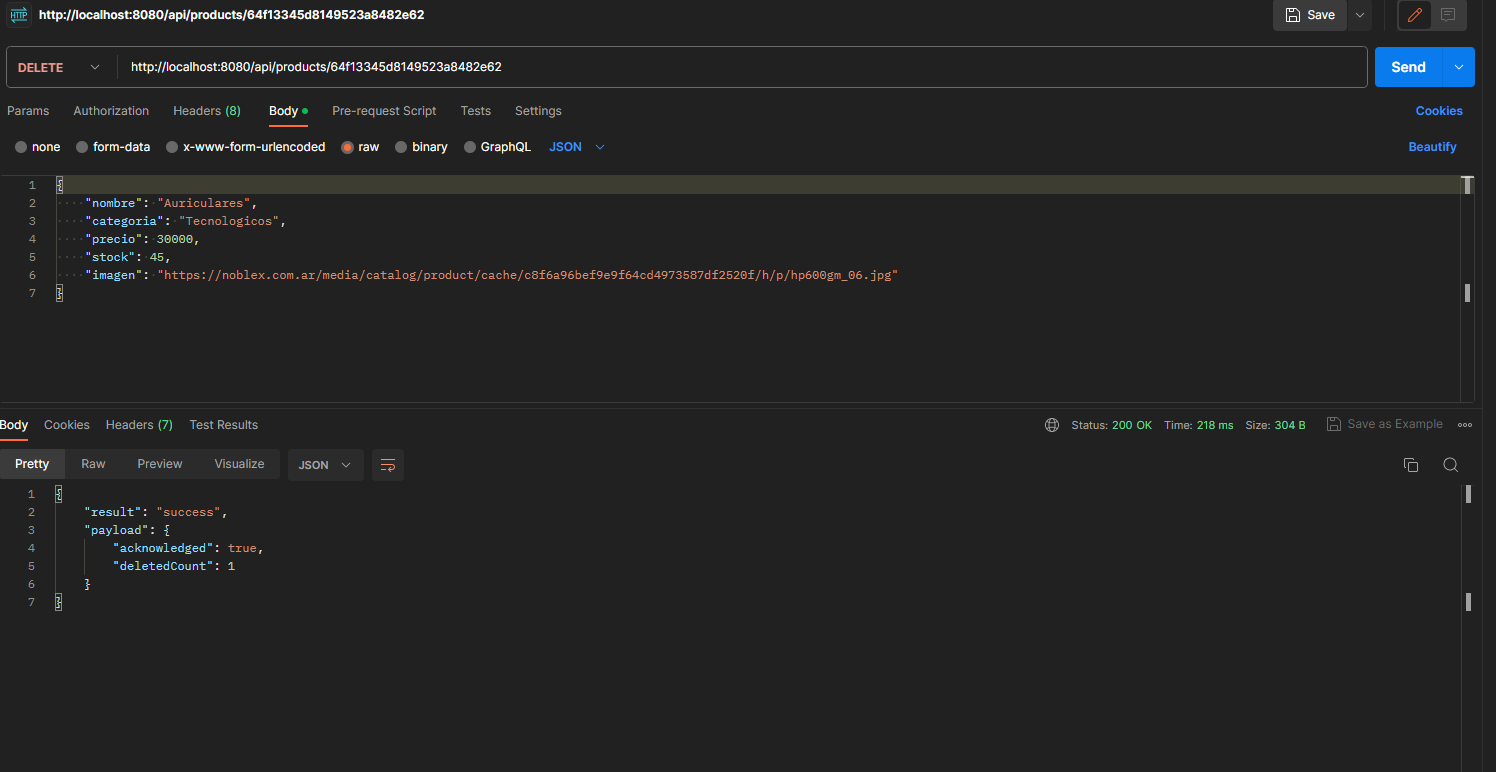 HTTP http://localhost:8080/api/products/64f13345d8149523a8482e62 Save
DELETE http://localhost:8080/api/products/64f13345d8149523a8482e62 Send
Params Authorization Headers (8) Body Pre-request Script Tests Settings Cookies
none form-data x-www-form-urlencoded raw binary GraphQL JSON Beautify
1 {
2 "nombre": "Auriculares",
3 "categoria": "Tecnologicos",
4 "precio": 30000,
5 "stock": 45,
6 "imagen": "https://noblex.com.ar/media/catalog/product/cache/c8f6a96bef9e9f64cd4973587df2520f/h/p/hp600gm_06.jpg"
7 }
Body Cookies Headers (7) Test Results Status: 200 OK Time: 218 ms Size: 304 B Save as Example
Pretty Raw Preview Visualize JSON
1 {
2 "result": "success",
3 "payload": {
4 "acknowledged": true,
5 "deletedCount": 1
6 }
7 }